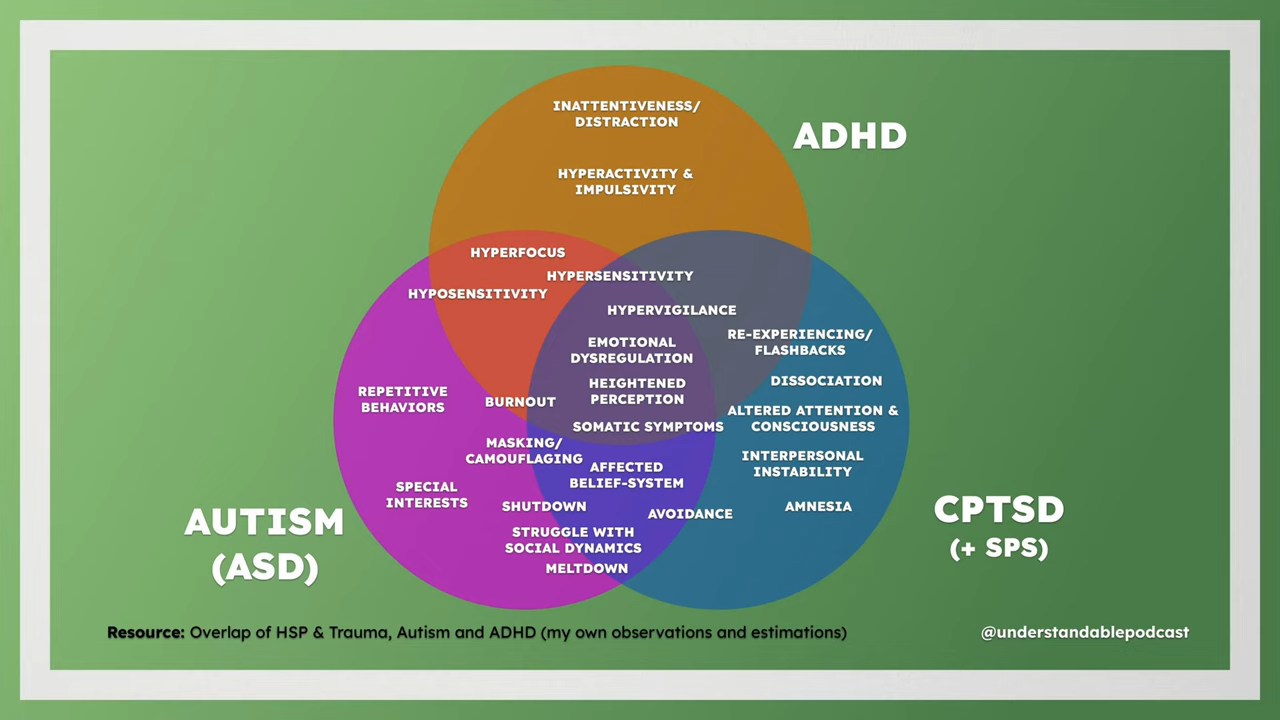 INATTENTIVENESS/
DISTRACTION
ADHD
HYPERACTIVITY &
IMPULSIVITY
HYPERFOCUS
HYPERSENSITIVITY
HYPOSENSITIVITY
HYPERVIGILANCE
RE-EXPERIENCING/
FLASHBACKS
EMOTIONAL
DYSREGULATION
DISSOCIATION
HEIGHTENED
PERCEPTION
REPETITIVE
BEHAVIORS
BURNOUT
ALTERED ATTENTION &
CONSCIOUSNESS
SOMATIC SYMPTOMS
MASKING/
CAMOUFLAGING
INTERPERSONAL
INSTABILITY
AFFECTED
BELIEF-SYSTEM
SPECIAL
INTERESTS
SHUTDOWN
AVOIDANCE
AMNESIA
STRUGGLE WITH
SOCIAL DYNAMICS
MELTDOWN
AUTISM
(ASD)
CPTSD
(+ SPS)
Resource: Overlap of HSP & Trauma, Autism and ADHD (my own observations and estimations)
@understandablepodcast